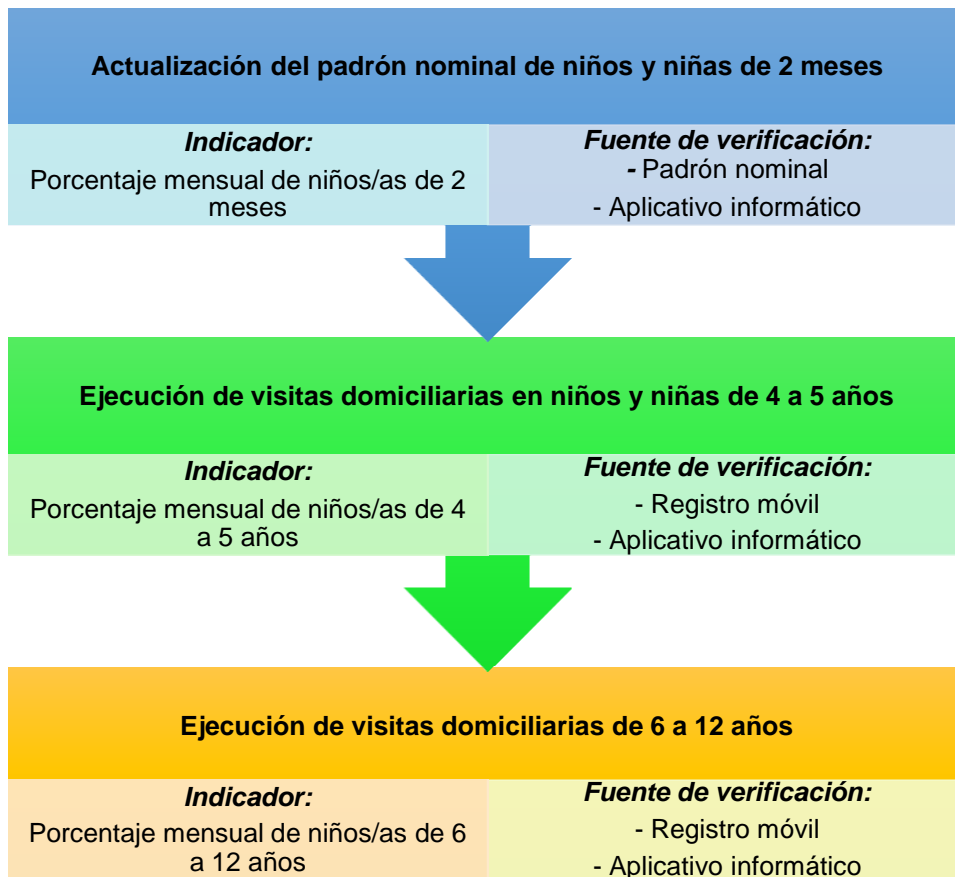 Actualización del padrón nominal de niños y niñas de 2 meses
Indicador:
Porcentaje mensual de niños/as de 2
meses
Fuente de verificación:
- Padrón nominal
- Aplicativo informático
Ejecución de visitas domiciliarias en niños y niñas de 4 a 5 años
Indicador:
Porcentaje mensual de niños/as de 4
a 5 años
Fuente de verificación:
- Registro móvil
- Aplicativo informático
Ejecución de visitas domiciliarias de 6 a 12 años
Indicador:
Porcentaje mensual de niños/as de 6
a 12 años
Fuente de verificación:
- Registro móvil
- Aplicativo informático